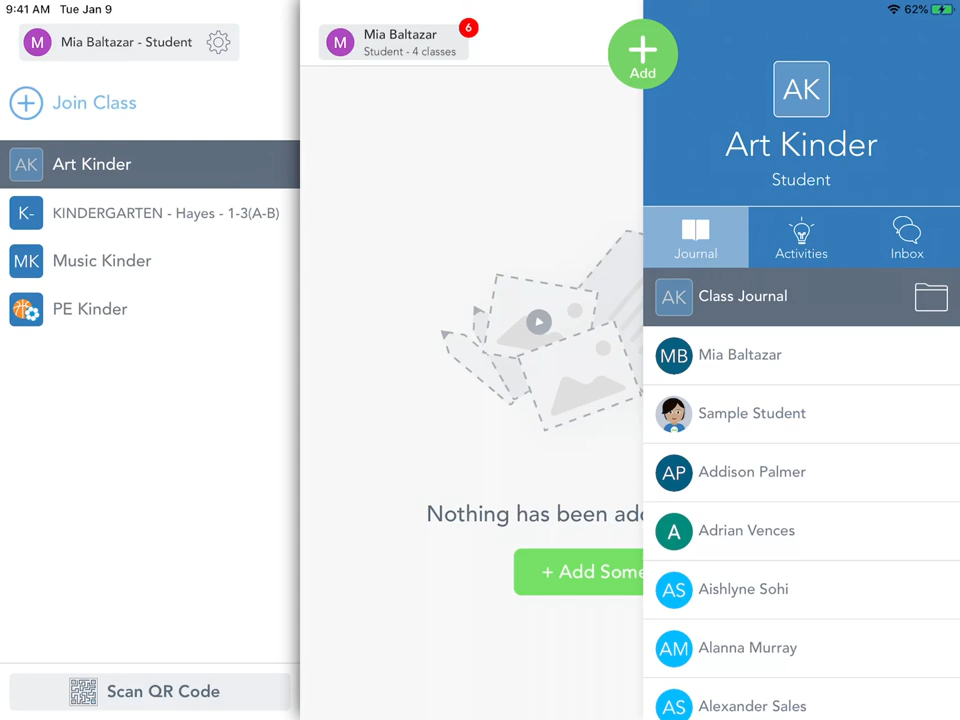 9:41 AM Tue Jan 9
62%
M Mia Baltazar - Student
Join Class
AK Art Kinder
K- KINDERGARTEN - Hayes - 1-3(A-B)
MK Music Kinder
PE Kinder
Scan QR Code
M Mia Baltazar
Student - 4 classes
6
Add
Nothing has been
+ Add
AK
Art Kinder
Student
Journal Activities Inbox
AK Class Journal
MB Mia Baltazar
Sample Student
AP Addison Palmer
A Adrian Vences
AS Aishlyne Sohi
AM Alanna Murray
AS Alexander Sales